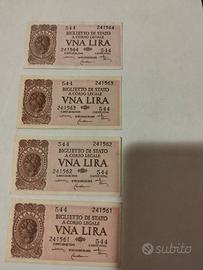 544 241564
BIGLIETTO DI STATO
A CORSO LEGALE
VNA LIRA
241564 544
544 241563
BIGLIETTO DI STATO
A CORSO LEGALE
VNA LIRA
241563 544
544 241562
BIGLIETTO DI STATO
A CORSO LEGALE
VNA LIRA
241562 544
544 241561
BIGLIETTO DI STATO
A CORSO LEGALE
VNA LIRA
241561 544
subito